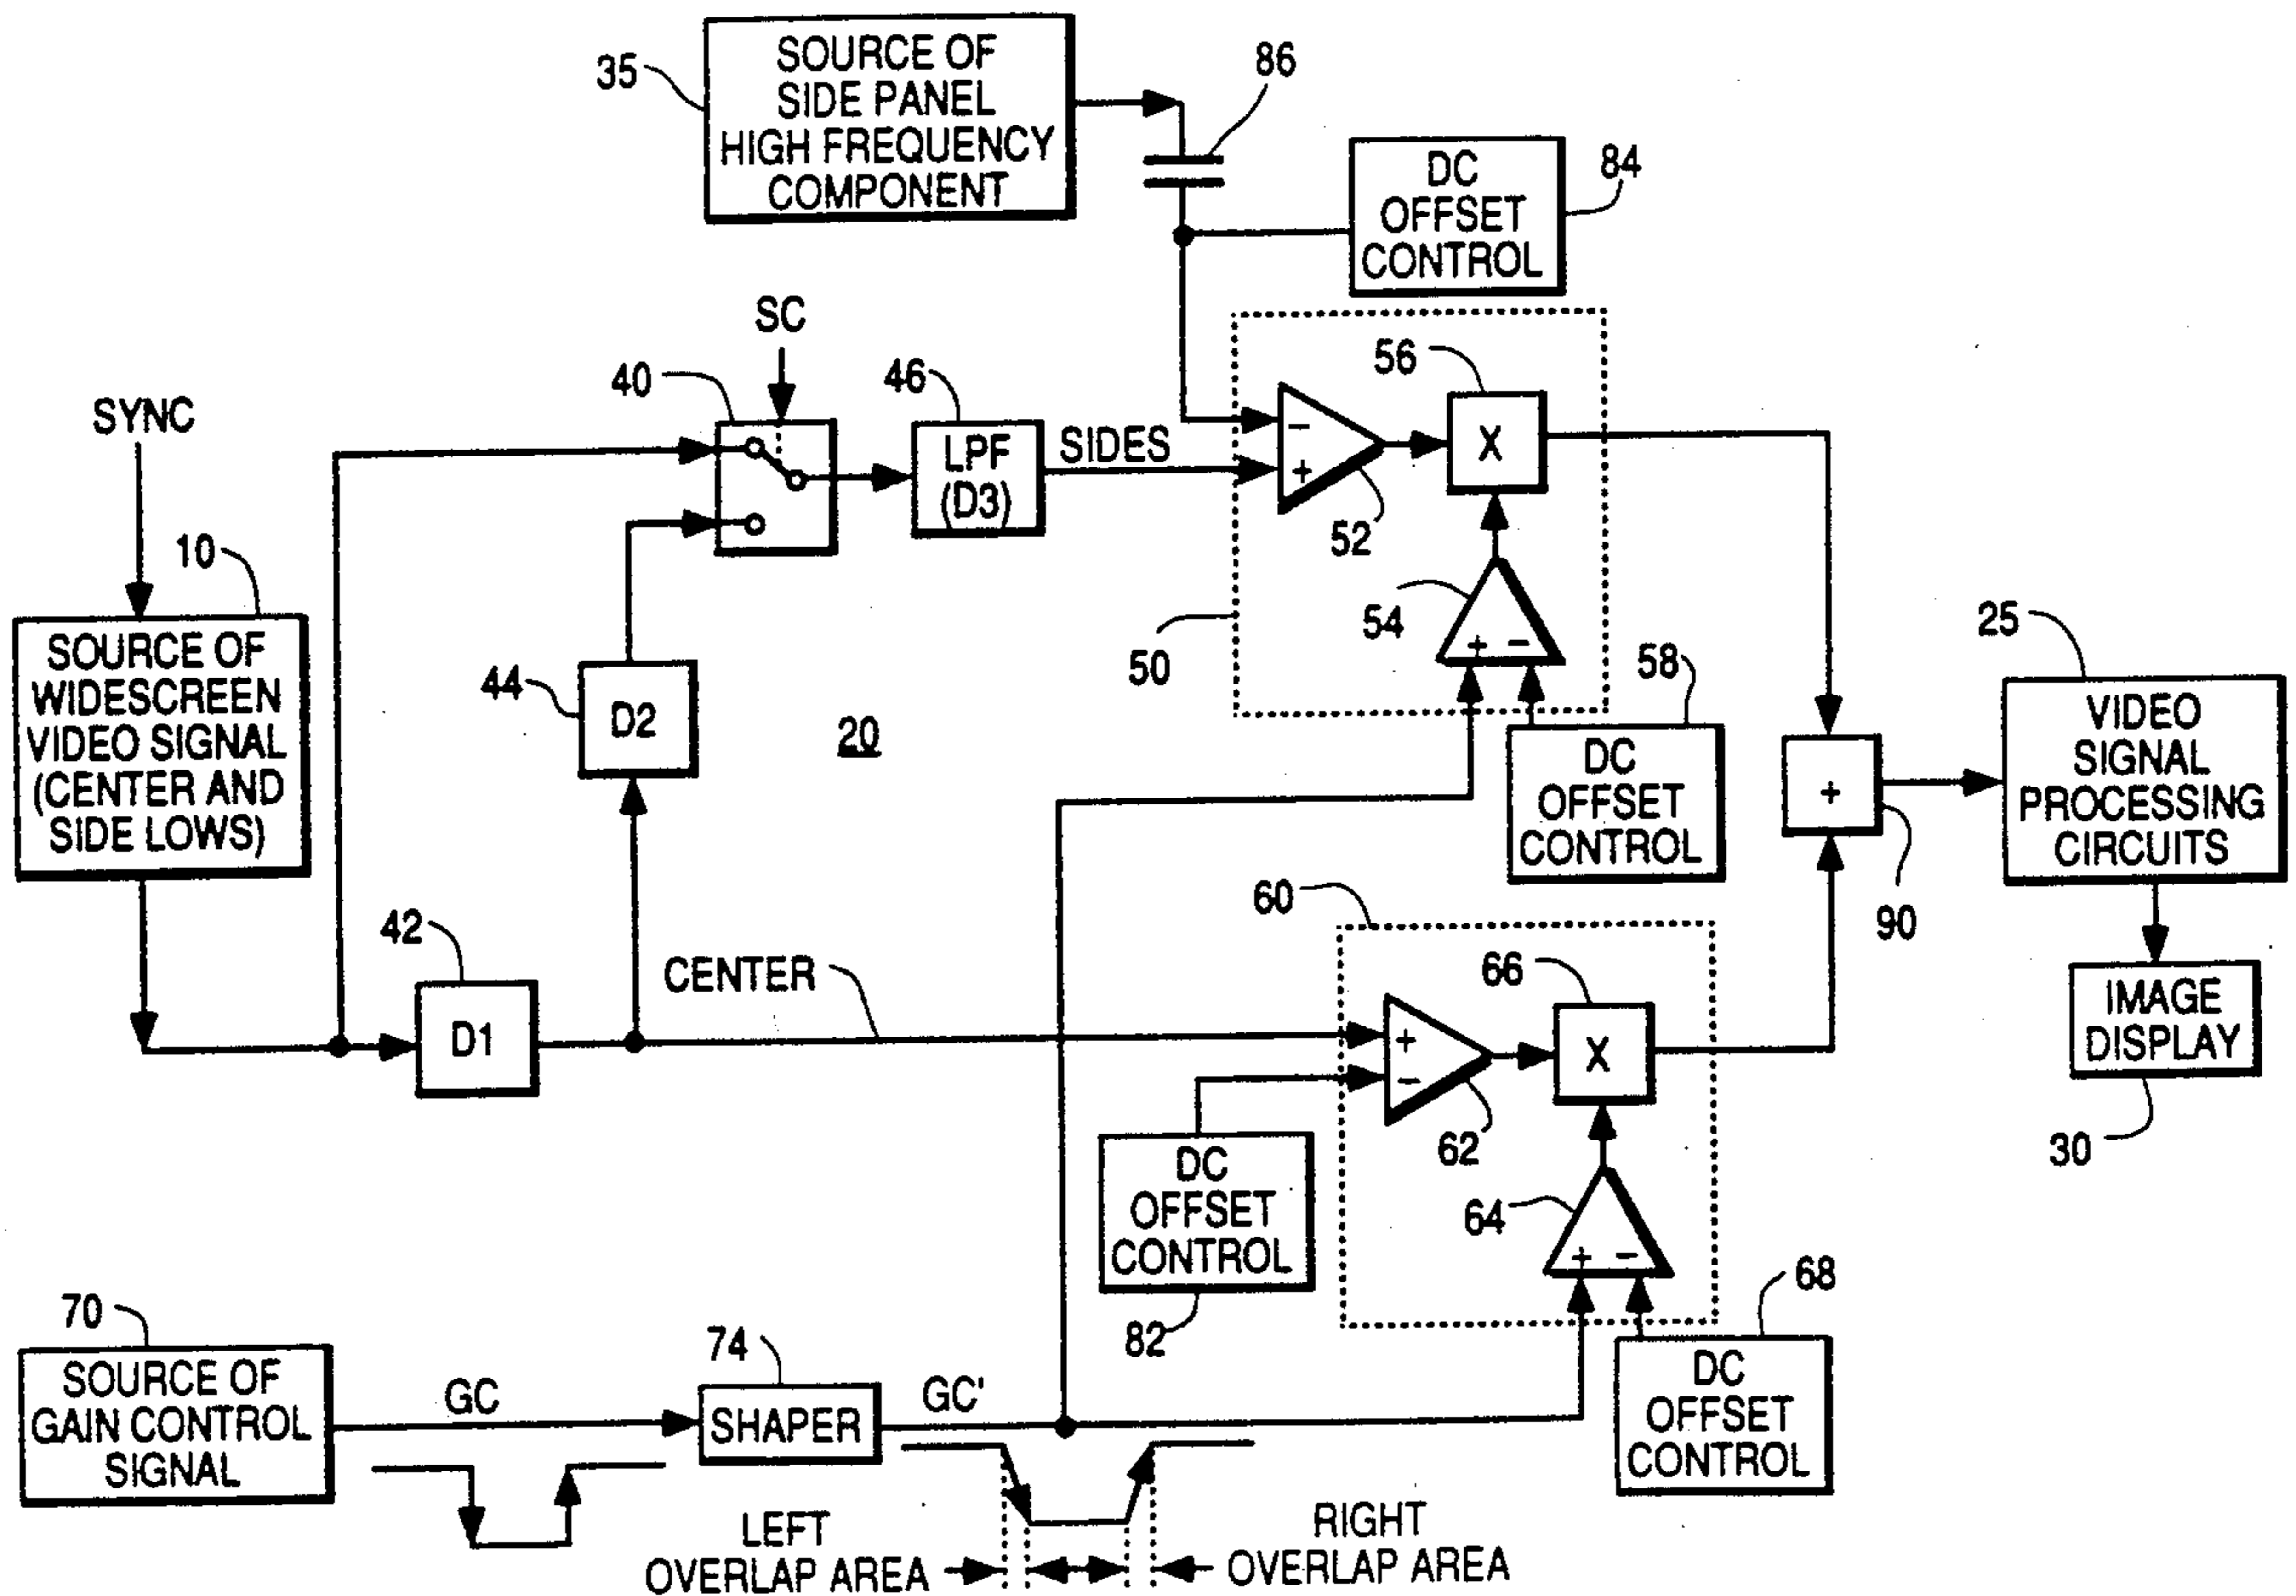 35
SOURCE OF
SIDE PANEL
HIGH FREQUENCY
COMPONENT
86
DC
OFFSET
CONTROL
84
SC
SYNC
40
46
LPF
(D3)
SIDES
−
+
52
56
X
54
+ −
50
10
SOURCE OF
WIDESCREEN
VIDEO SIGNAL
(CENTER AND
SIDE LOWS)
44
D2
20
58
DC
OFFSET
CONTROL
+
90
25
VIDEO
SIGNAL
PROCESSING
CIRCUITS
42
D1
CENTER
60
+
−
62
66
X
64
+ −
IMAGE
DISPLAY
30
DC
OFFSET
CONTROL
82
68
DC
OFFSET
CONTROL
70
SOURCE OF
GAIN CONTROL
SIGNAL
GC
74
SHAPER
GC'
LEFT
OVERLAP AREA
RIGHT
OVERLAP AREA